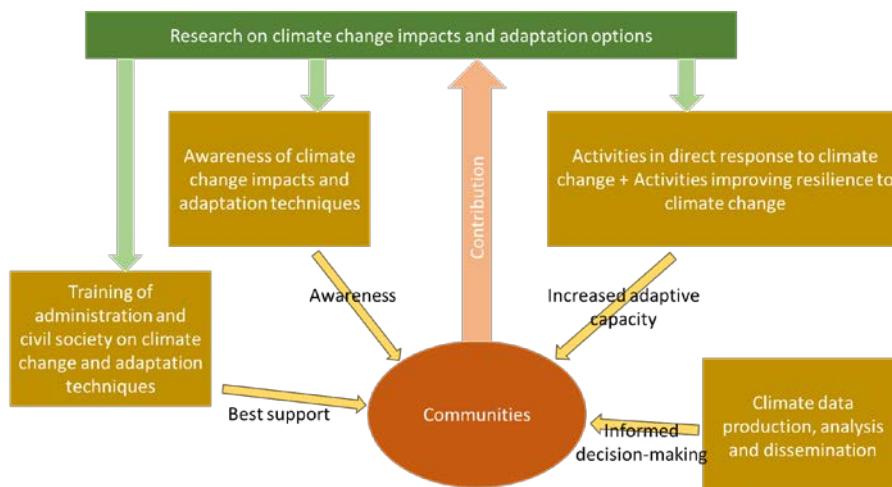 Research on climate change impacts and adaptation options
Awareness of climate
change impacts and
adaptation techniques
Contribution
Activities in direct response to climate
change + Activities improving resilience to
climate change
Training of
administration and
civil society on climate
change and adaptation
techniques
Awareness
Increased adaptive
capacity
Best support
Communities
Informed
decision-making
Climate data
production, analysis
and dissemination